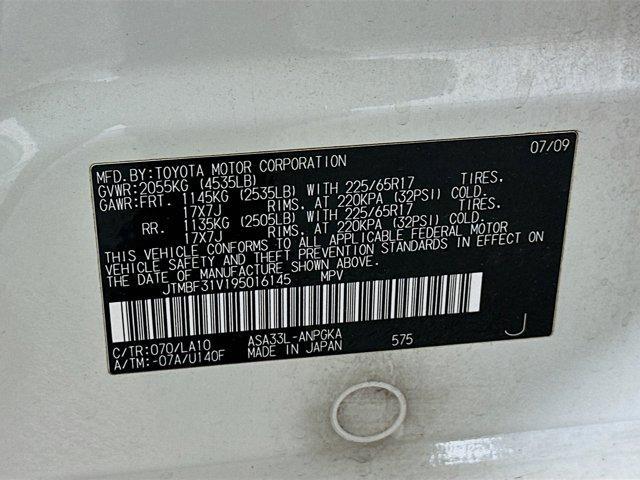 07/09
MFD. BY: TOYOTA MOTOR CORPORATION
GVWR: 2055KG (4535LB)
GAWR: FRT. 1145KG (2535LB) WITH 225/65R17 TIRES,
17X7J RIMS, AT 220KPA (32PSI) COLD.
RR. 1135KG (2505LB) WITH 225/65R17 TIRES,
17X7J RIMS, AT 220KPA (32PSI) COLD.
THIS VEHICLE CONFORMS TO ALL APPLICABLE FEDERAL MOTOR
VEHICLE SAFETY AND THEFT PREVENTION STANDARDS IN EFFECT ON
THE DATE OF MANUFACTURE SHOWN ABOVE.
JTMBF31V195016145 MPV
C/TR: 070/LA10 ASA33L-ANPGKA 575 J
A/TM: -07A/U140F MADE IN JAPAN